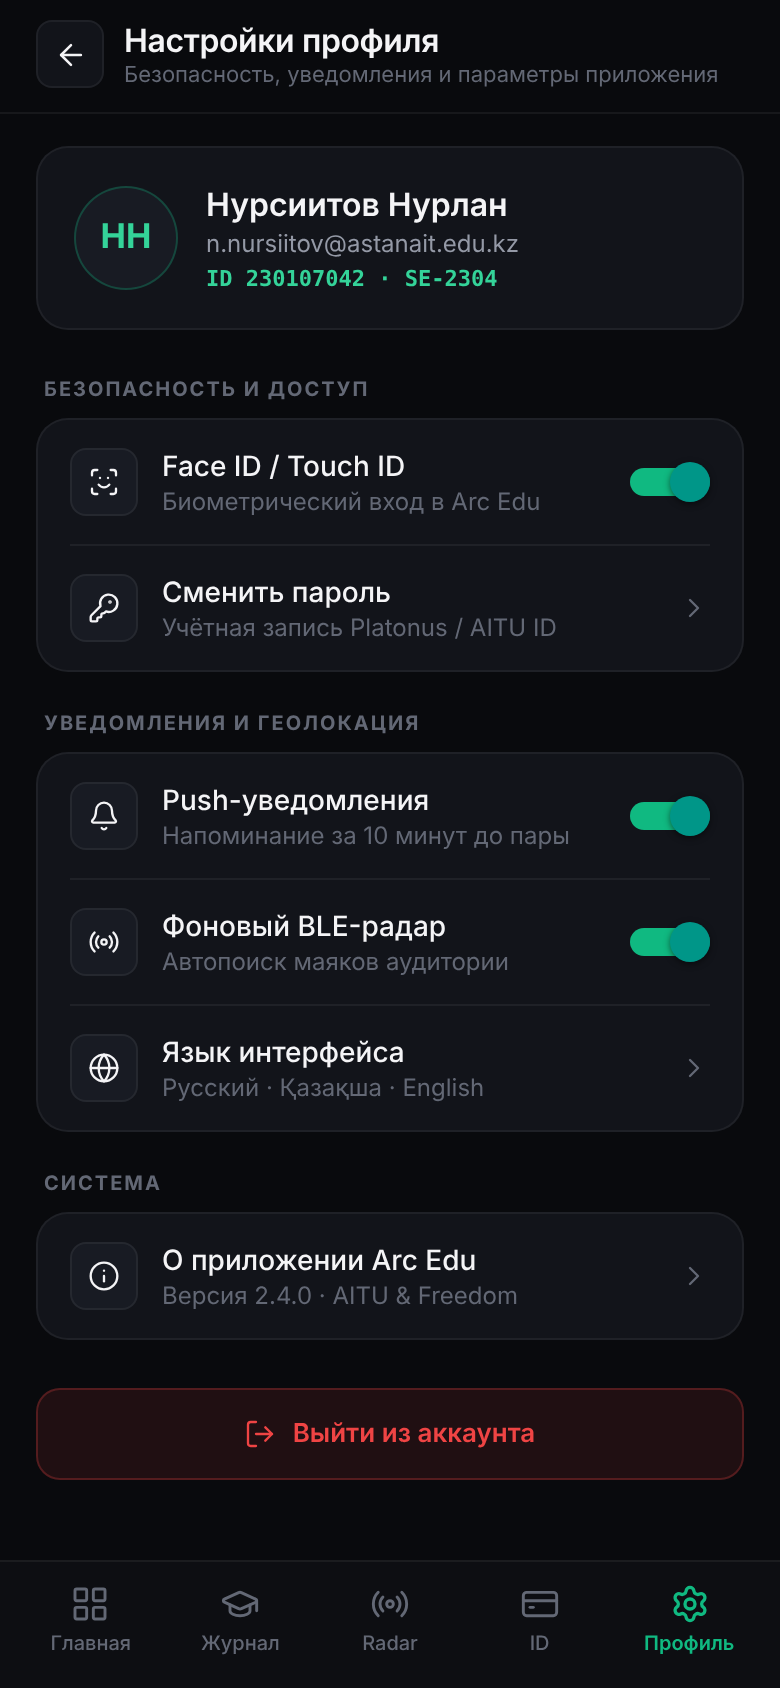 Настройки профиля
Безопасность, уведомления и параметры приложения
НН
Нурсиитов Нурлан
n.nursiitov@astanait.edu.kz
ID 230107042 · SE-2304
БЕЗОПАСНОСТЬ И ДОСТУП
Face ID / Touch ID
Биометрический вход в Arc Edu
Сменить пароль
Учётная запись Platonus / AITU ID
УВЕДОМЛЕНИЯ И ГЕОЛОКАЦИЯ
Push-уведомления
Напоминание за 10 минут до пары
Фоновый BLE-радар
Автопоиск маяков аудитории
Язык интерфейса
Русский · Қазақша · English
СИСТЕМА
О приложении Arc Edu
Версия 2.4.0 · AITU & Freedom
Выйти из аккаунта
Главная
Журнал
Radar
ID
Профиль